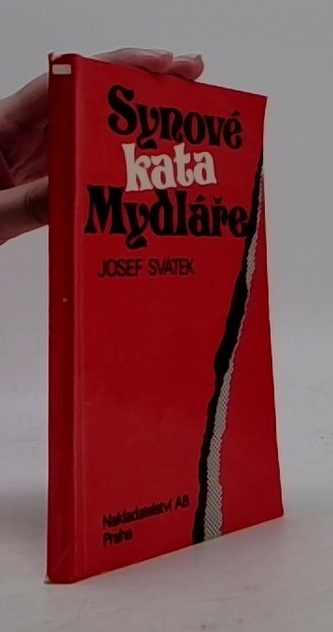 Synové
kata
Mydláře
JOSEF SVÁTEK
Nakladatelství AB
Praha